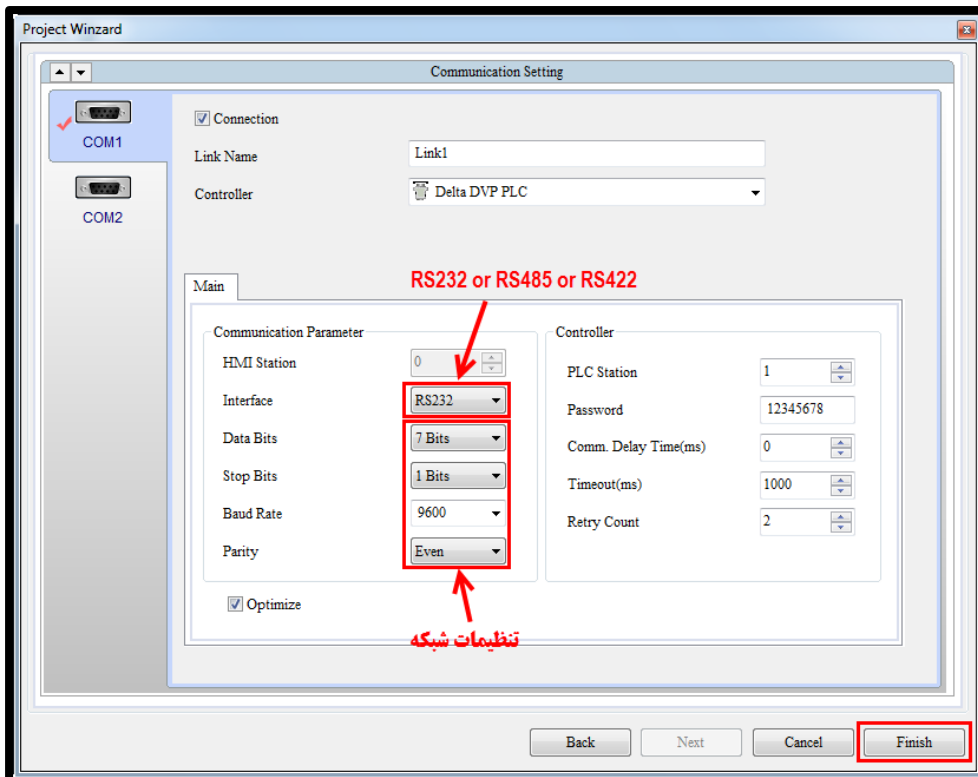 Project Winzard
Communication Setting
COM1
COM2
Connection
Link Name
Link1
Controller
Delta DVP PLC
Main
RS232 or RS485 or RS422
Communication Parameter
HMI Station
0
Interface
RS232
Data Bits
7 Bits
Stop Bits
1 Bits
Baud Rate
9600
Parity
Even
Controller
PLC Station
1
Password
12345678
Comm. Delay Time(ms)
0
Timeout(ms)
1000
Retry Count
2
Optimize
تنظیمات شبکه
Back
Next
Cancel
Finish